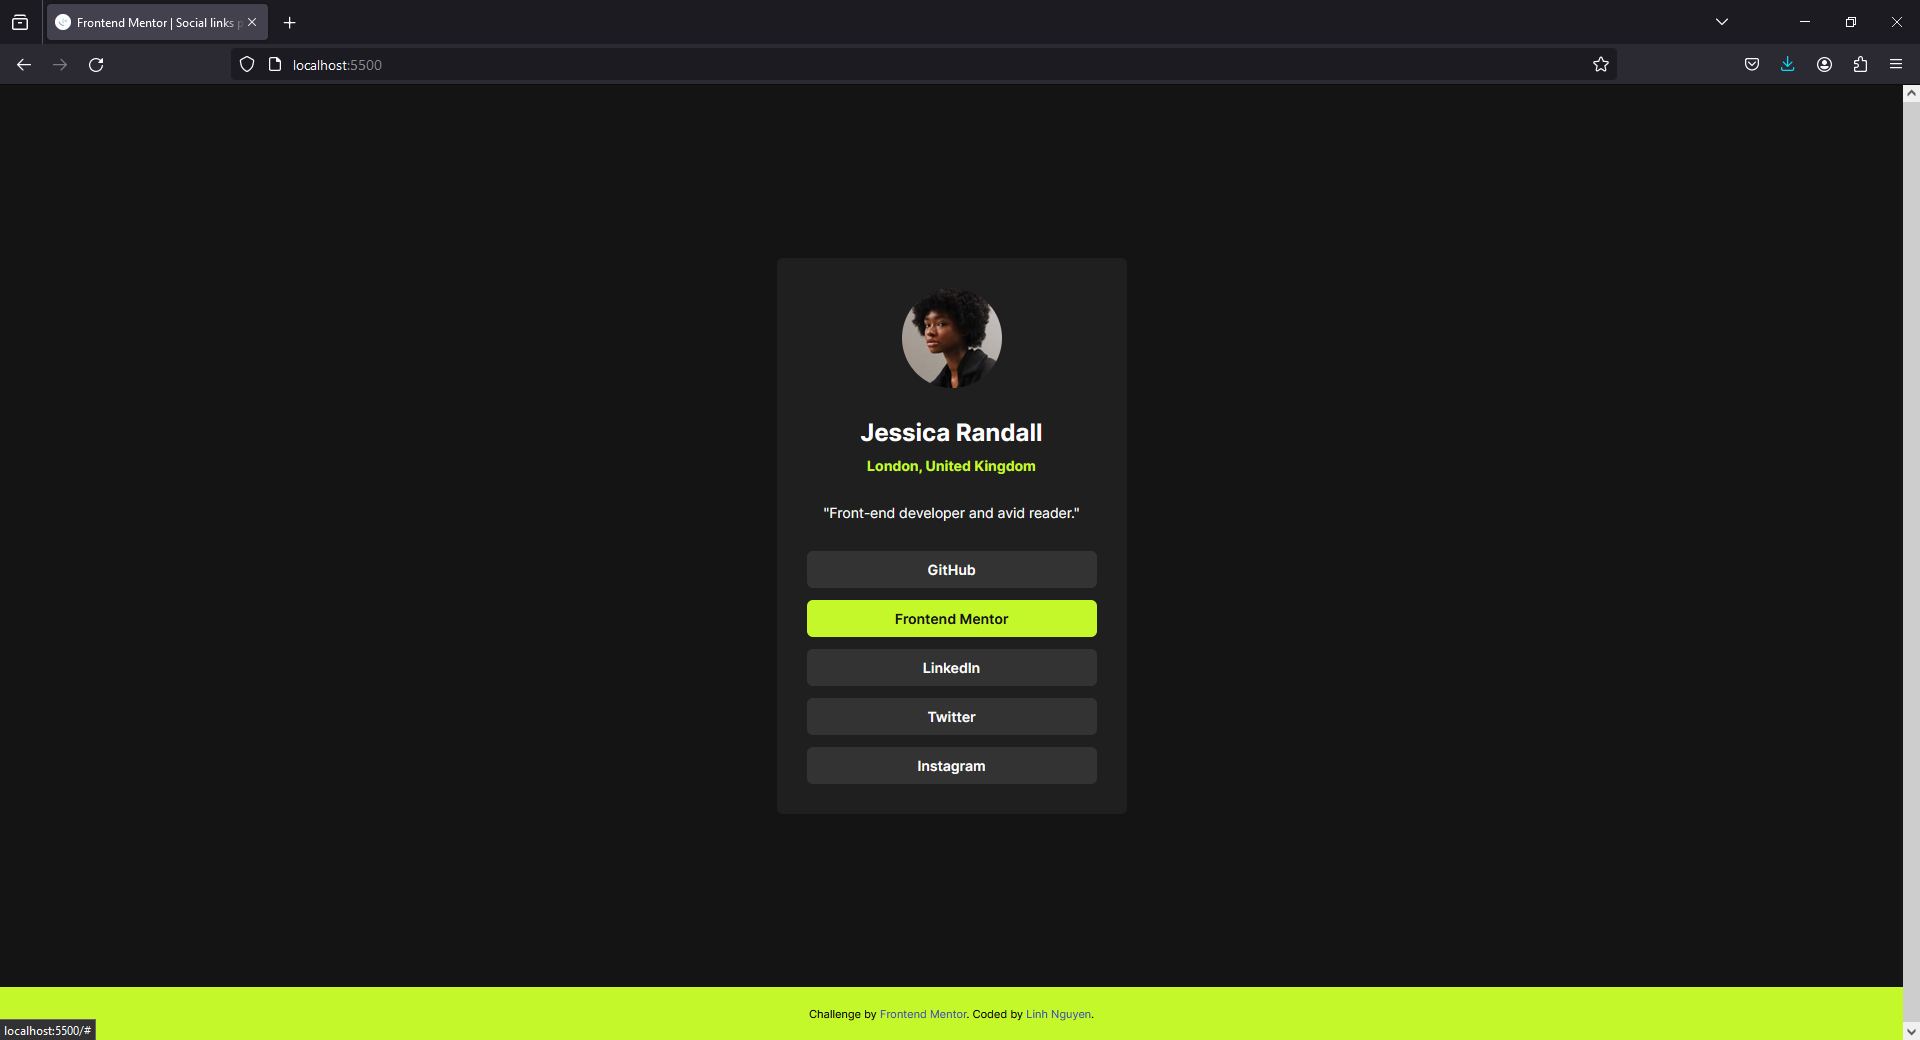 Frontend Mentor | Social links p
localhost:5500
Jessica Randall
London, United Kingdom
"Front-end developer and avid reader."
GitHub
Frontend Mentor
LinkedIn
Twitter
Instagram
Challenge by Frontend Mentor. Coded by Linh Nguyen.
localhost:5500/#